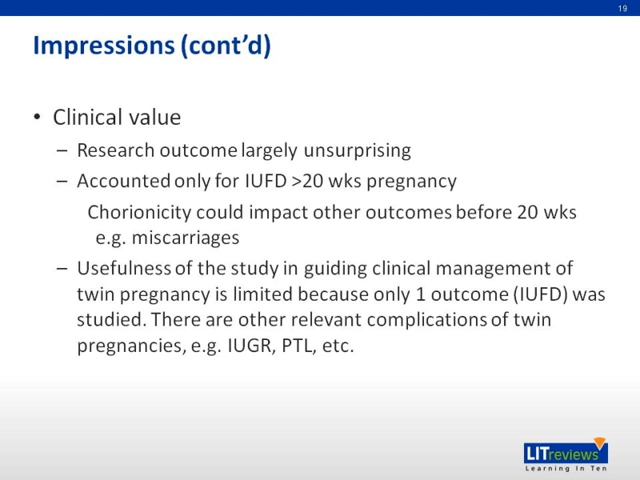 19
Impressions (cont’d)
• Clinical value
– Research outcome largely unsurprising
– Accounted only for IUFD >20 wks pregnancy
Chorionicity could impact other outcomes before 20 wks
e.g. miscarriages
– Usefulness of the study in guiding clinical management of
twin pregnancy is limited because only 1 outcome (IUFD) was
studied. There are other relevant complications of twin
pregnancies, e.g. IUGR, PTL, etc.
LITreviews
Learning In Ten